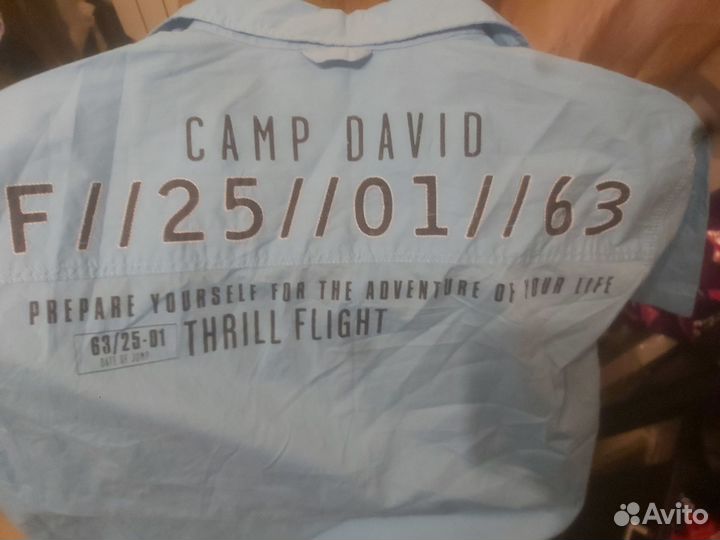 CAMP DAVID
F//25//01//63
PREPARE YOURSELF FOR THE ADVENTURE OF YOUR LIFE
63/25-01 THRILL FLIGHT
DATE OF JUMP
Avito